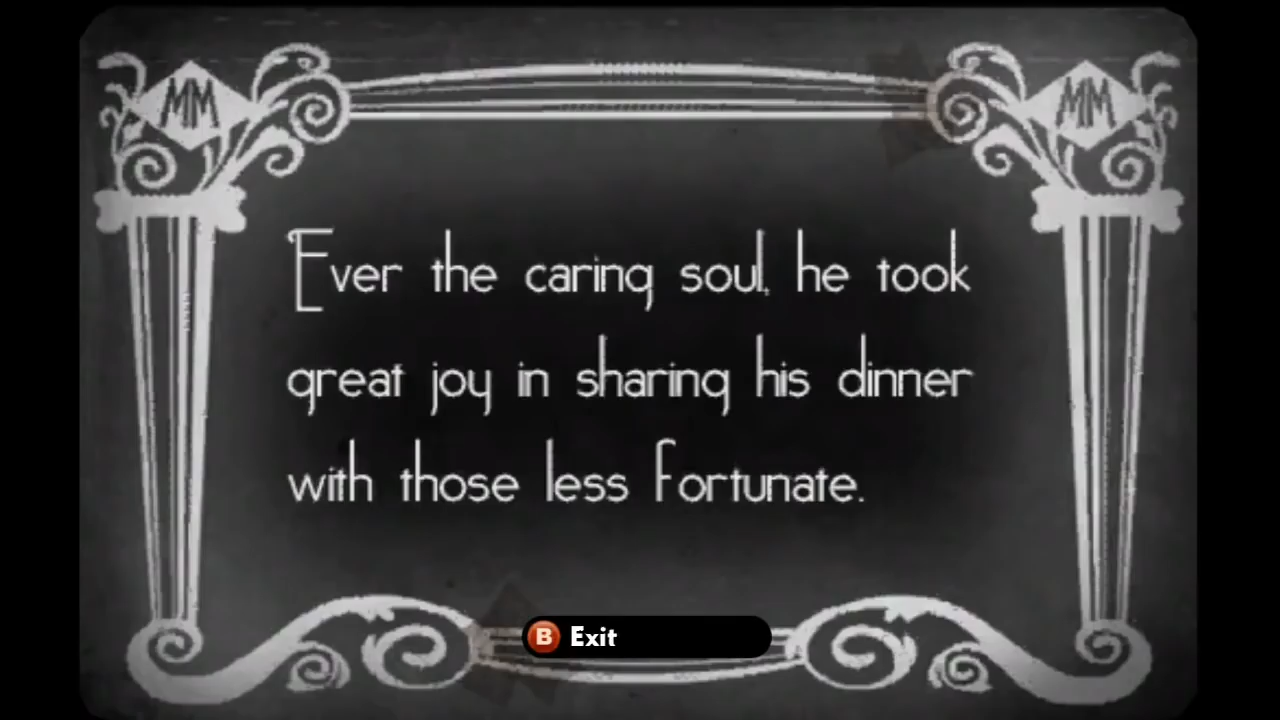 MM
MM
Ever the caring soul, he took
great joy in sharing his dinner
with those less fortunate.
B Exit